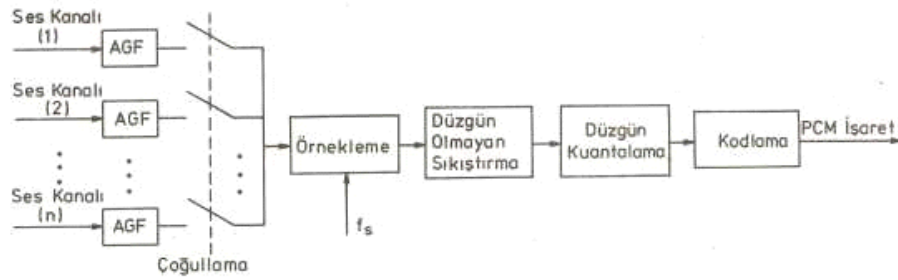 Ses Kanalı
(1)
AGF
Ses Kanalı
(2)
AGF
Ses Kanalı
(n)
AGF
Çoğullama
Örnekleme
fs
Düzgün
Olmayan
Sıkıştırma
Düzgün
Kuantalama
Kodlama
PCM İşaret